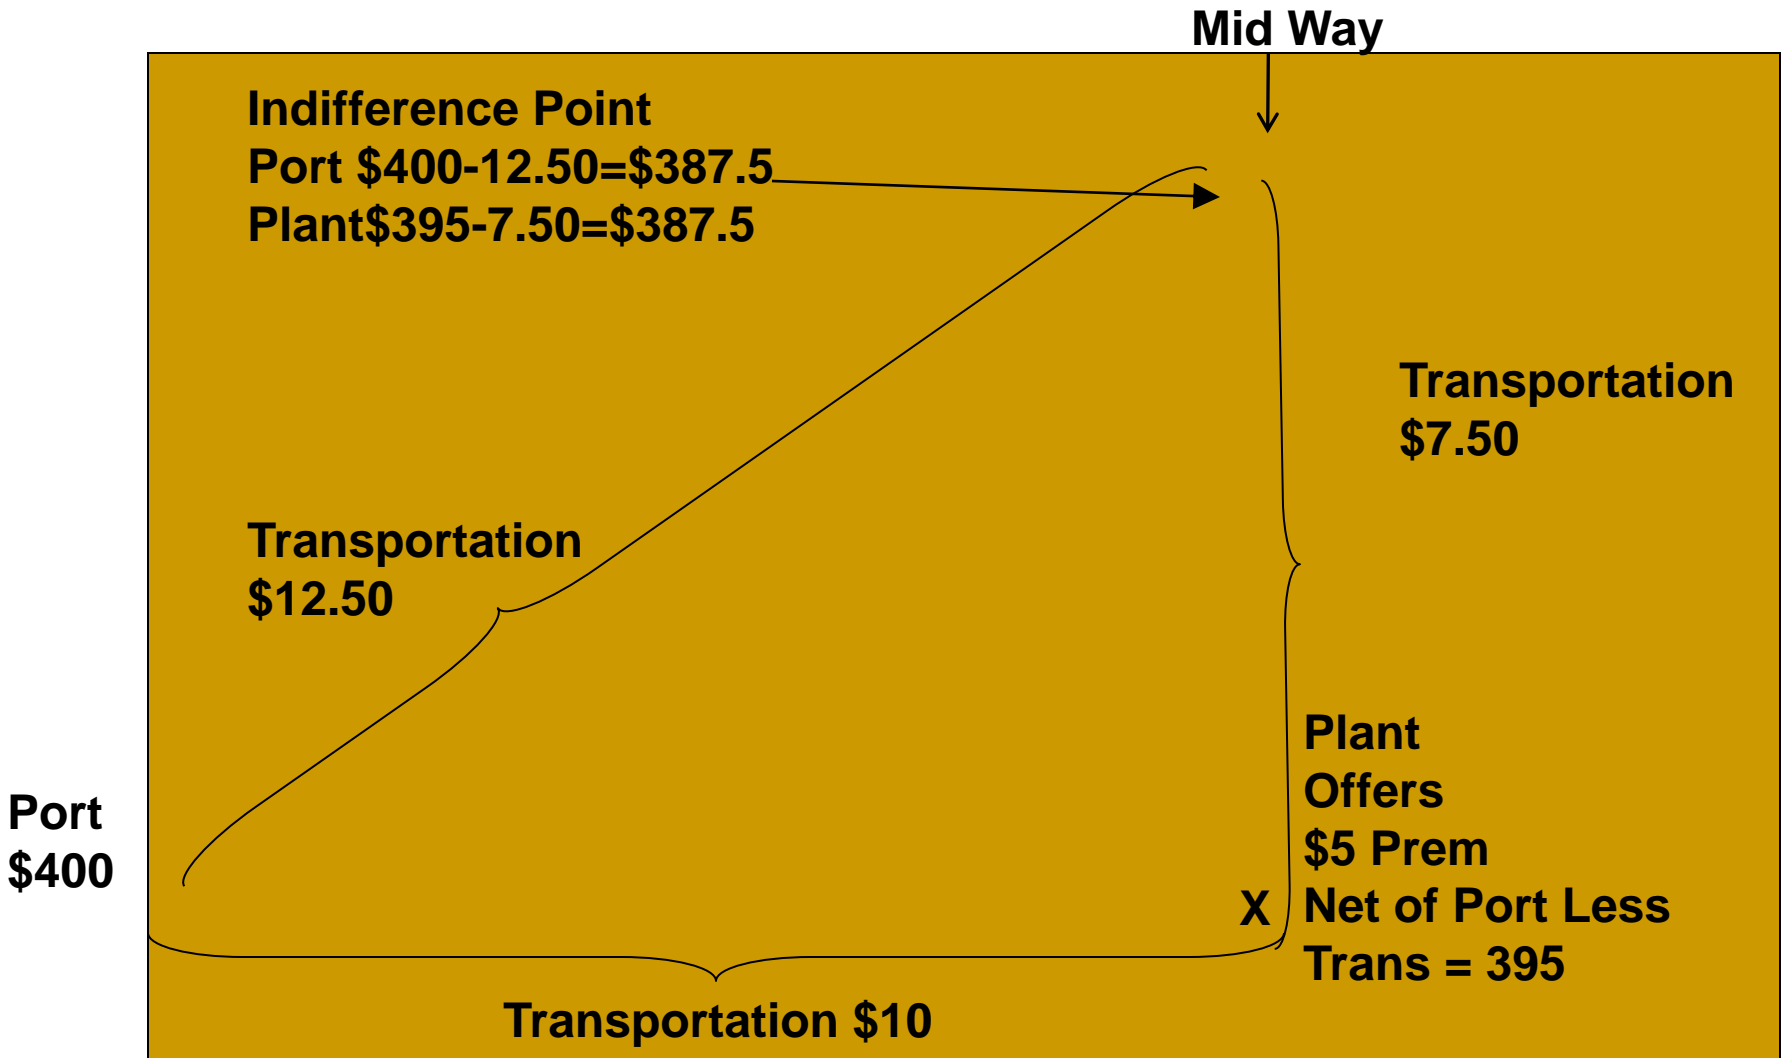 Mid Way
Indifference Point
Port $400-12.50=$387.5
Plant$395-7.50=$387.5
Transportation
$7.50
Transportation
$12.50
Port
$400
Plant
Offers
$5 Prem
X Net of Port Less
Trans = 395
Transportation $10